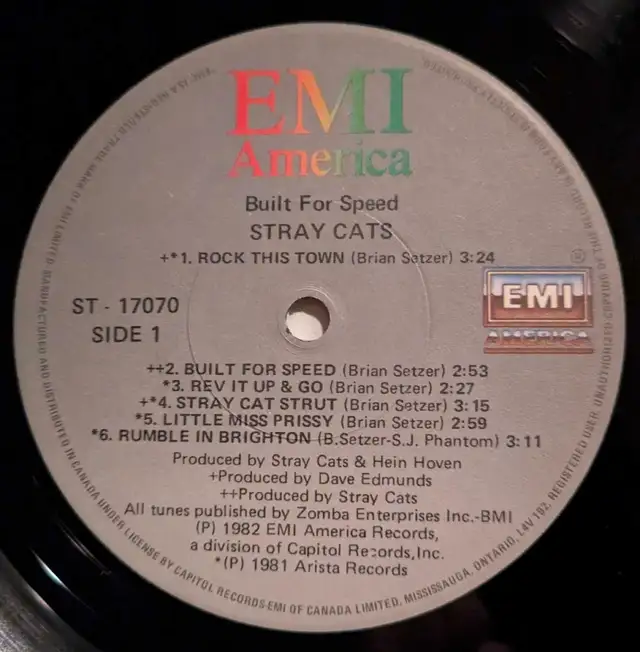 EMI
America
Built For Speed
STRAY CATS
+*1. ROCK THIS TOWN (Brian Setzer) 3:24
ST - 17070
SIDE 1
EMI
AMERICA
++2. BUILT FOR SPEED (Brian Setzer) 2:53
*3. REV IT UP & GO (Brian Setzer) 2:27
+*4. STRAY CAT STRUT (Brian Setzer) 3:15
*5. LITTLE MISS PRISSY (Brian Setzer) 2:59
*6. RUMBLE IN BRIGHTON (B.Setzer-S.J. Phantom) 3:11
Produced by Stray Cats & Hein Hoven
+Produced by Dave Edmunds
++Produced by Stray Cats
All tunes published by Zomba Enterprises Inc.-BMI
(P) 1982 EMI America Records,
a division of Capitol Records,Inc.
*(P) 1981 Arista Records
MANUFACTURED AND DISTRIBUTED IN CANADA UNDER LICENSE BY CAPITOL RECORDS-EMI OF CANADA LIMITED, MISSISSAUGA, ONTARIO, L4V 1B2. REGISTERED USER. UNAUTHORIZED